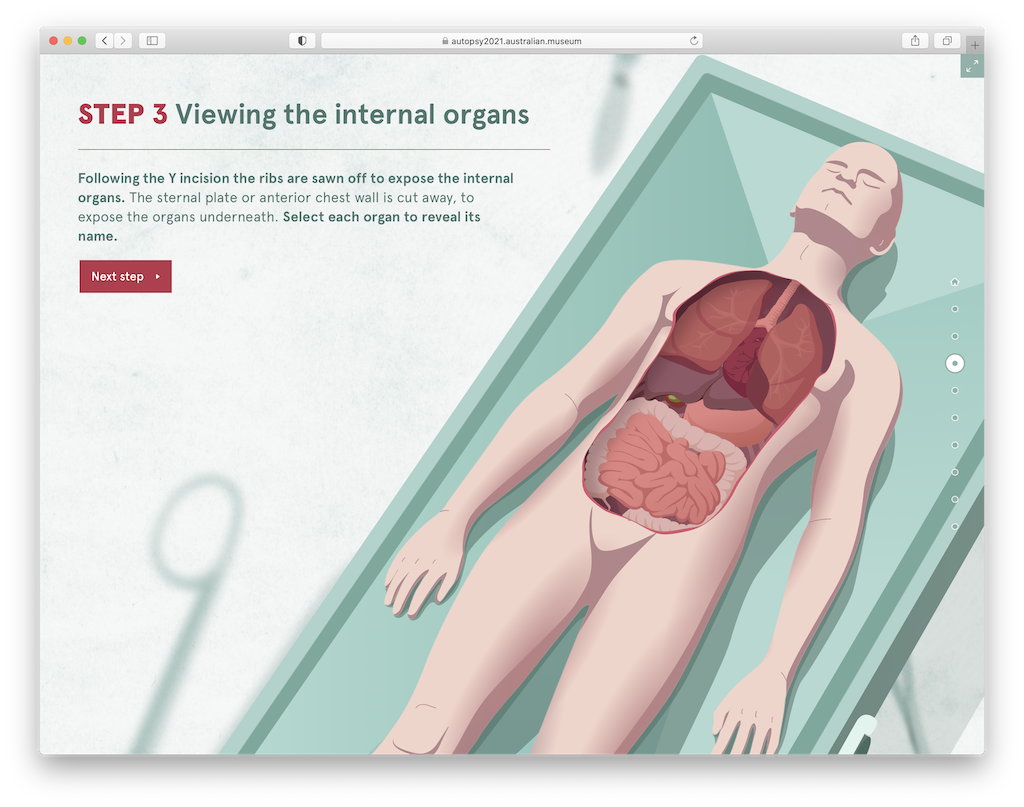 autopsy2021.australian.museum
STEP 3 Viewing the internal organs
Following the Y incision the ribs are sawn off to expose the internal
organs. The sternal plate or anterior chest wall is cut away, to
expose the organs underneath. Select each organ to reveal its
name.
Next step